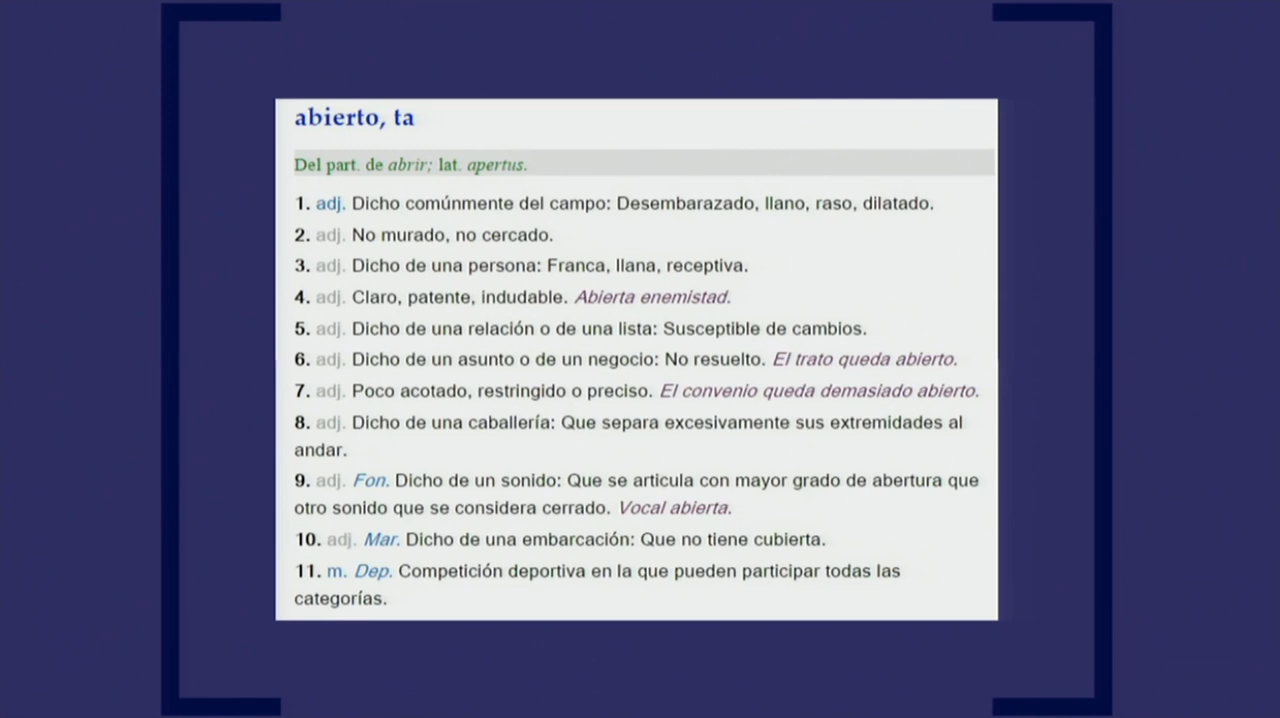 abierto, ta
Del part. de abrir; lat. apertus.
1. adj. Dicho comúnmente del campo: Desembarazado, llano, raso, dilatado.
2. adj. No murado, no cercado.
3. adj. Dicho de una persona: Franca, llana, receptiva.
4. adj. Claro, patente, indudable. Abierta enemistad.
5. adj. Dicho de una relación o de una lista: Susceptible de cambios.
6. adj. Dicho de un asunto o de un negocio: No resuelto. El trato queda abierto.
7. adj. Poco acotado, restringido o preciso. El convenio queda demasiado abierto.
8. adj. Dicho de una caballería: Que separa excesivamente sus extremidades al
andar.
9. adj. Fon. Dicho de un sonido: Que se articula con mayor grado de abertura que
otro sonido que se considera cerrado. Vocal abierta.
10. adj. Mar. Dicho de una embarcación: Que no tiene cubierta.
11. m. Dep. Competición deportiva en la que pueden participar todas las
categorías.